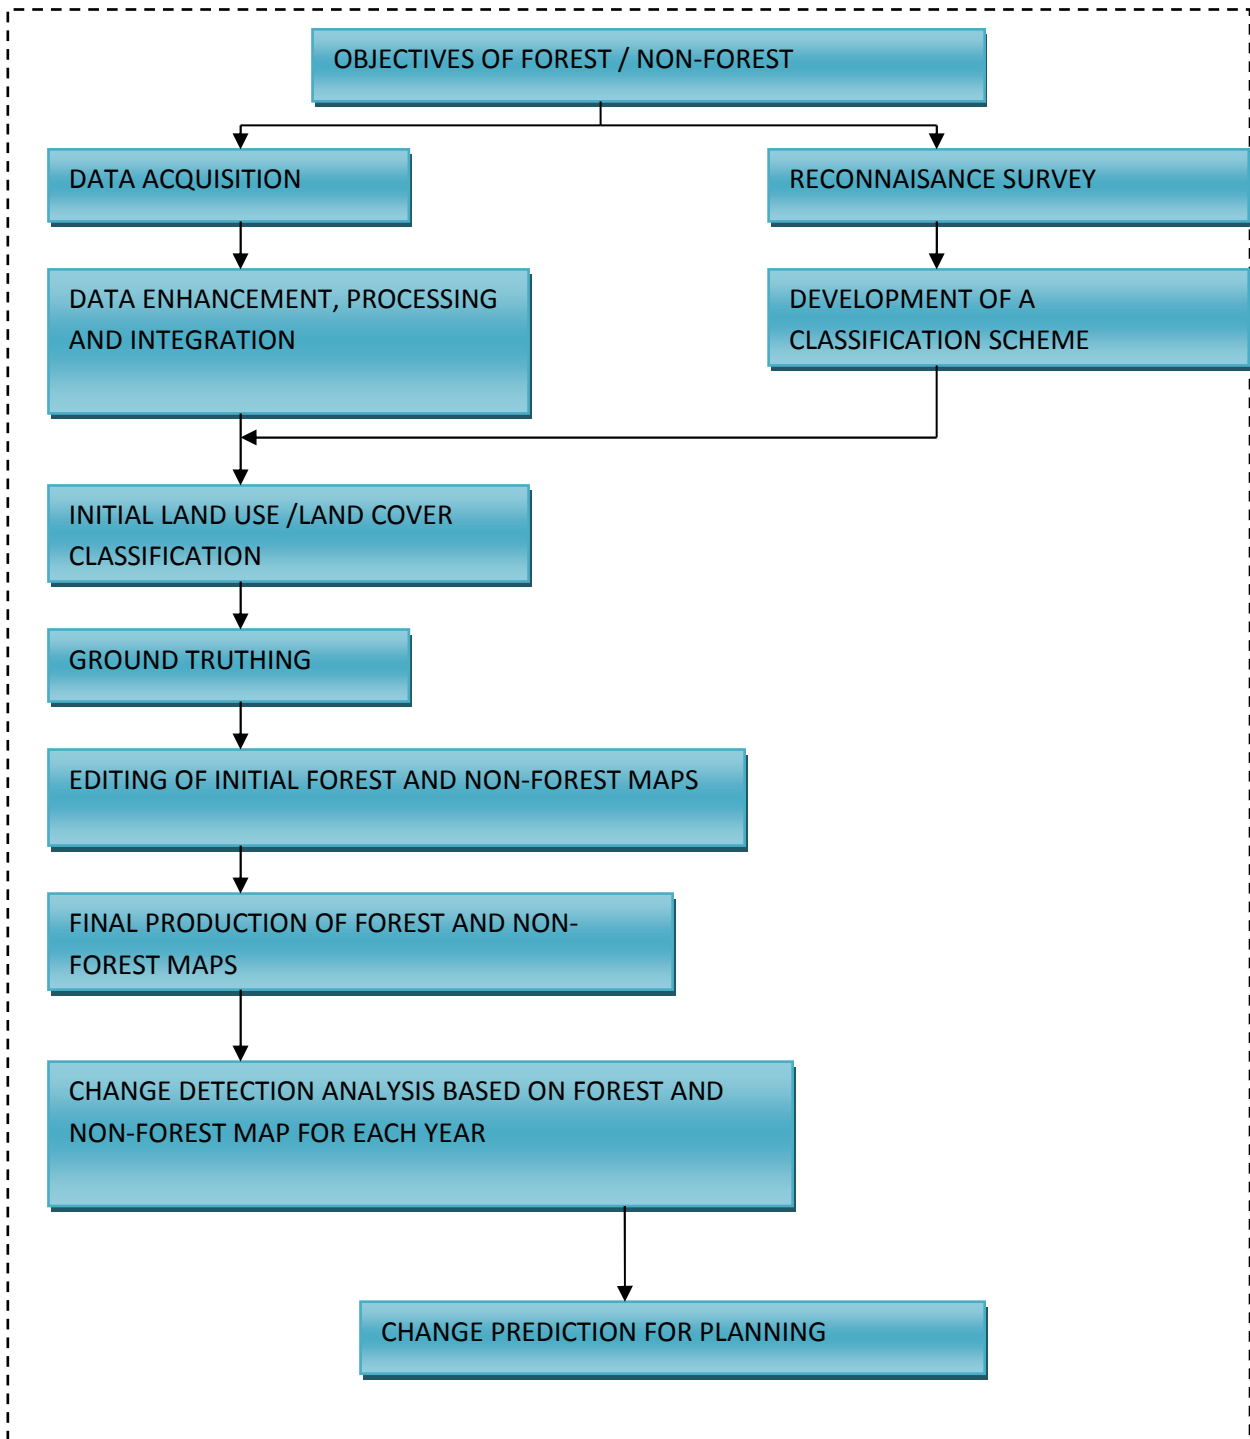 OBJECTIVES OF FOREST / NON-FOREST
DATA ACQUISITION
RECONNAISANCE SURVEY
DATA ENHANCEMENT, PROCESSING
AND INTEGRATION
DEVELOPMENT OF A
CLASSIFICATION SCHEME
INITIAL LAND USE /LAND COVER
CLASSIFICATION
GROUND TRUTHING
EDITING OF INITIAL FOREST AND NON-FOREST MAPS
FINAL PRODUCTION OF FOREST AND NON-
FOREST MAPS
CHANGE DETECTION ANALYSIS BASED ON FOREST AND
NON-FOREST MAP FOR EACH YEAR
CHANGE PREDICTION FOR PLANNING